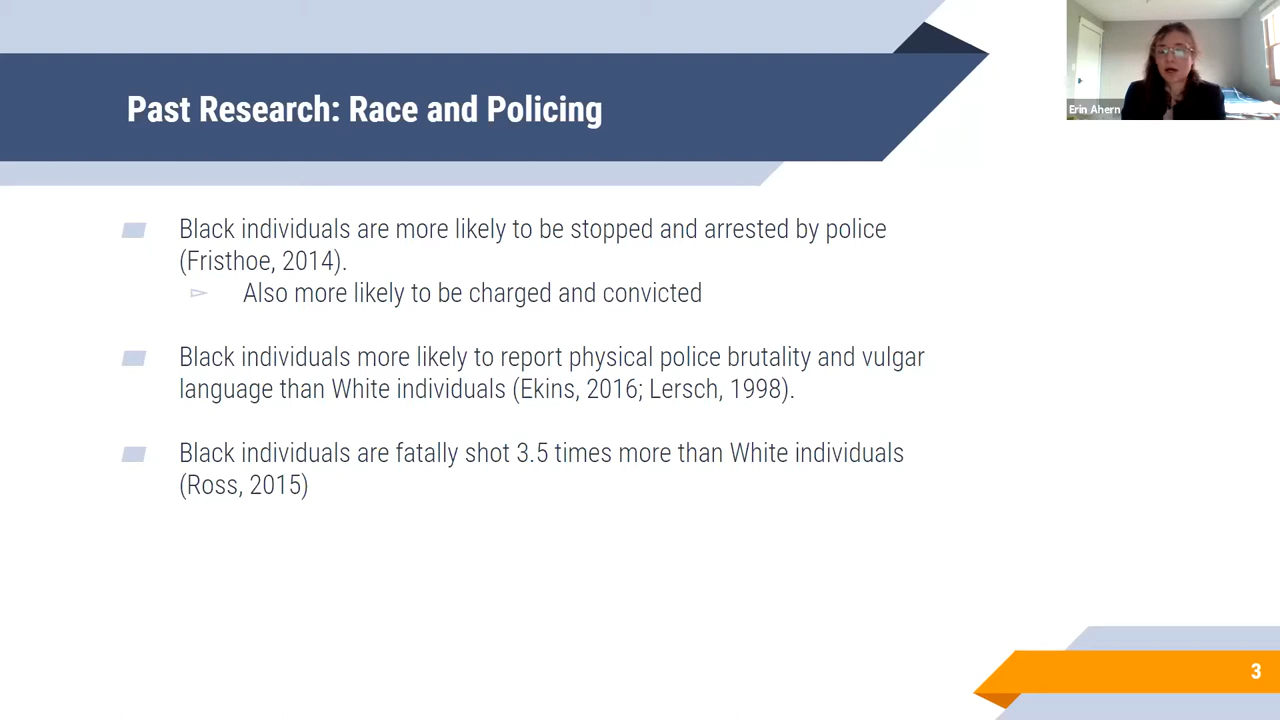 Past Research: Race and Policing
Erin Ahern
Black individuals are more likely to be stopped and arrested by police
(Fristhoe, 2014).
Also more likely to be charged and convicted
Black individuals more likely to report physical police brutality and vulgar
language than White individuals (Ekins, 2016; Lersch, 1998).
Black individuals are fatally shot 3.5 times more than White individuals
(Ross, 2015)
3